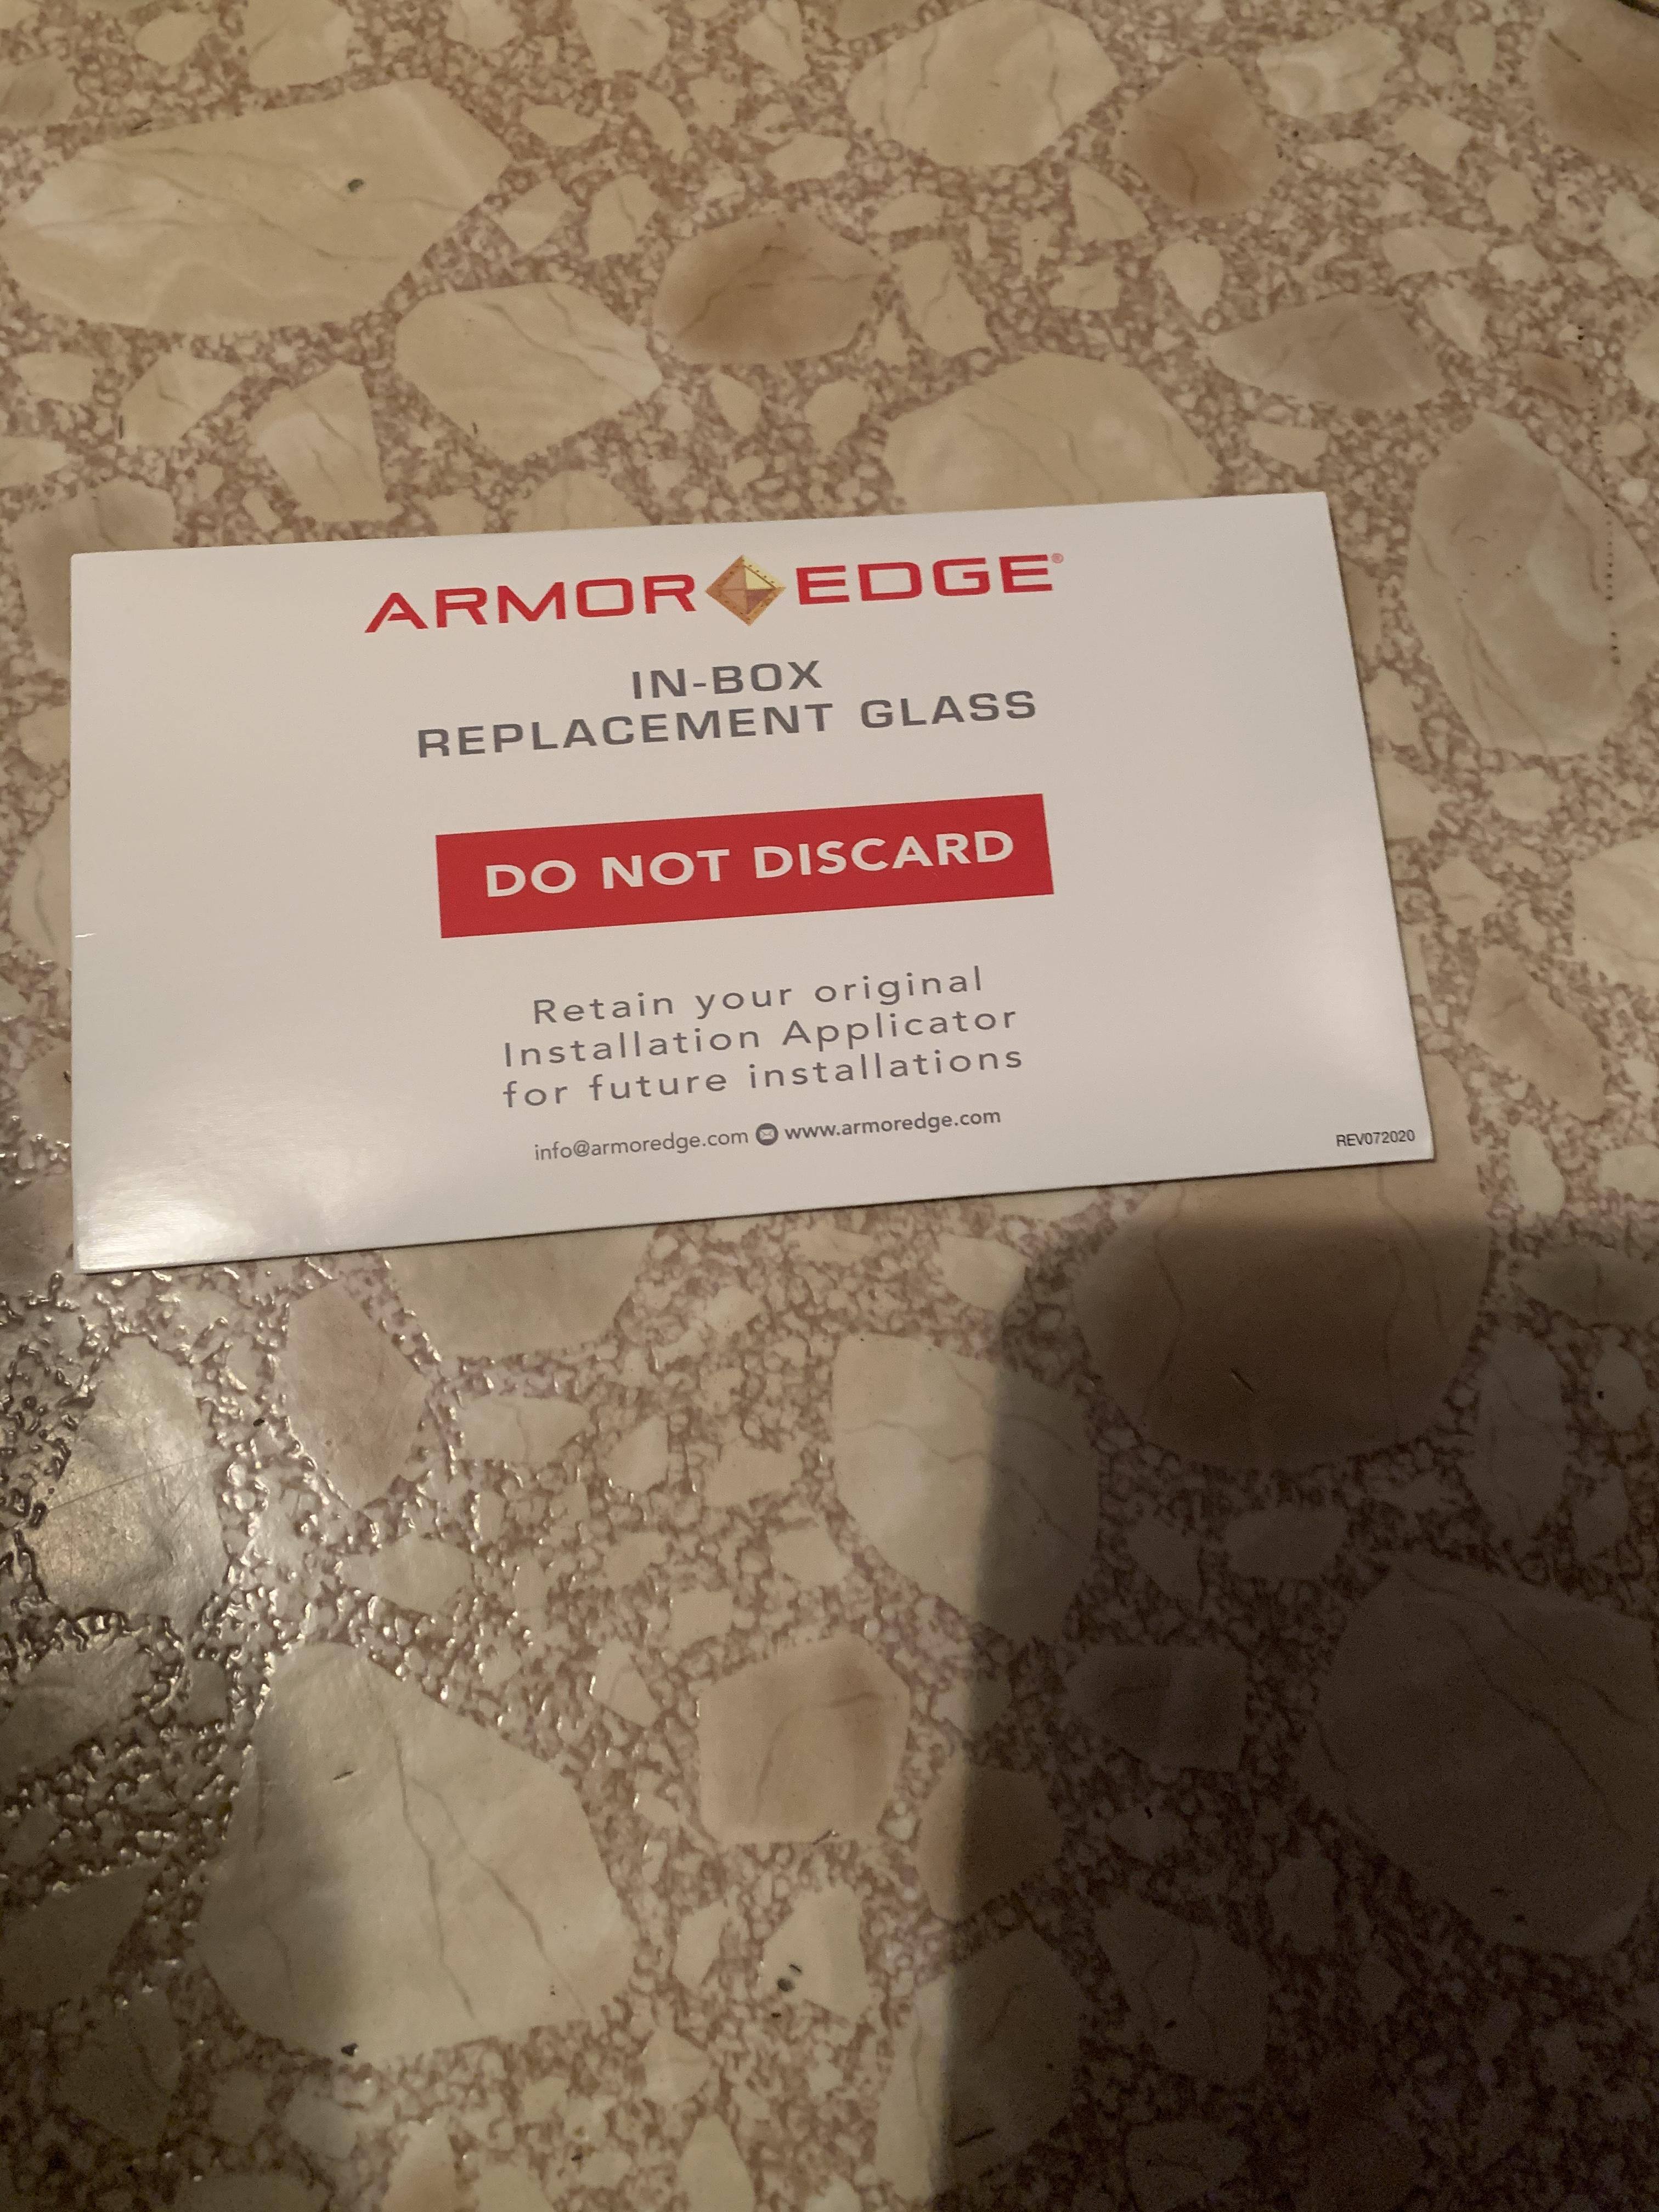 ARMOR EDGE®
IN-BOX
REPLACEMENT GLASS
DO NOT DISCARD
Retain your original
Installation Applicator
for future installations
info@armoredge.com www.armoredge.com
REV072020